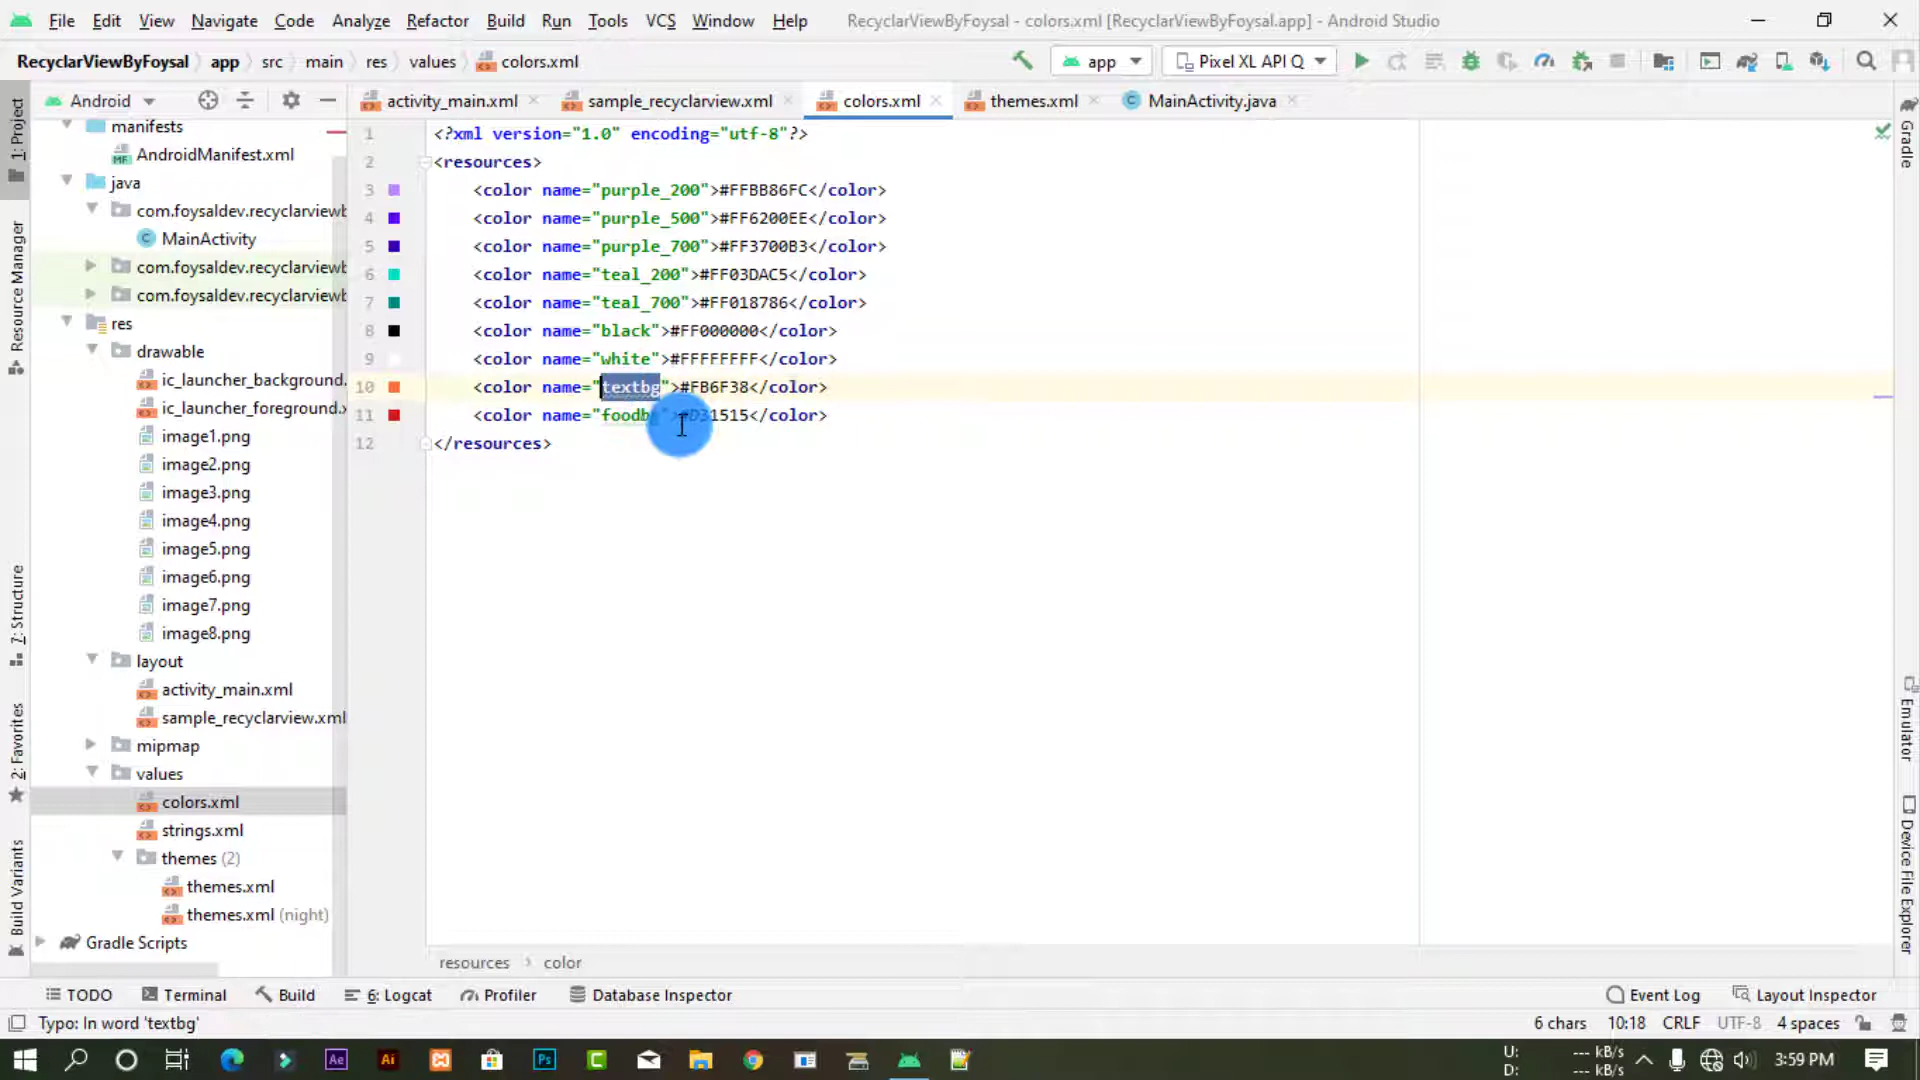 File Edit View Navigate Code Analyze Refactor Build Run Tools VCS Window Help RecyclarViewByFoysal - colors.xml [RecyclarViewByFoysal.app] - Android Studio
RecyclarViewByFoysal app src main res values colors.xml app Pixel XL API Q
Android activity_main.xml sample_recyclarview.xml colors.xml themes.xml MainActivity.java
1: Project
Resource Manager
7: Structure
2: Favorites
Build Variants
manifests
AndroidManifest.xml
java
com.foysaldev.recyclarviewb
MainActivity
com.foysaldev.recyclarviewb
com.foysaldev.recyclarviewb
res
drawable
ic_launcher_background.
ic_launcher_foreground.x
image1.png
image2.png
image3.png
image4.png
image5.png
image6.png
image7.png
image8.png
layout
activity_main.xml
sample_recyclarview.xml
mipmap
values
colors.xml
strings.xml
themes (2)
themes.xml
themes.xml (night)
Gradle Scripts
1 <?xml version="1.0" encoding="utf-8"?>
2 <resources>
3 <color name="purple_200">#FFBB86FC</color>
4 <color name="purple_500">#FF6200EE</color>
5 <color name="purple_700">#FF3700B3</color>
6 <color name="teal_200">#FF03DAC5</color>
7 <color name="teal_700">#FF018786</color>
8 <color name="black">#FF000000</color>
9 <color name="white">#FFFFFFFF</color>
10 <color name="textbg">#FB6F38</color>
11 <color name=" #D31515</color>
12 </resources>
Gradle
Emulator
Device File Explorer
resources color
TODO Terminal Build 6: Logcat Profiler Database Inspector Event Log Layout Inspector
Typo: In word 'textbg' 6 chars 10:18 CRLF UTF-8 4 spaces
Ae Ai Ps C U: --- kB/s
D: --- kB/s 3:59 PM